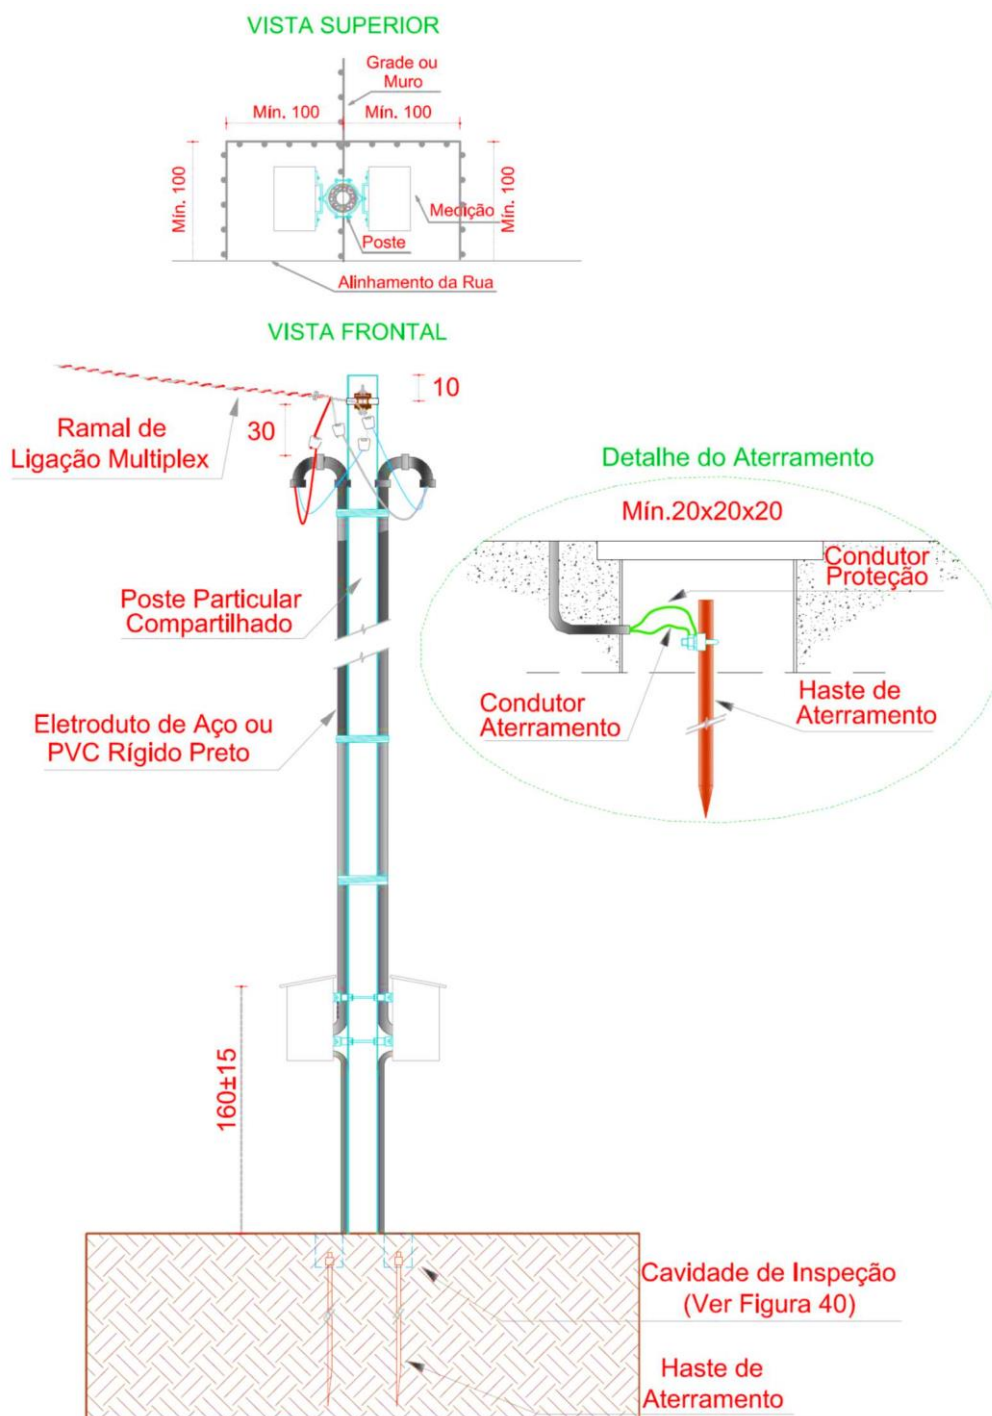 VISTA SUPERIOR
Grade ou
Muro
Mín. 100
Mín. 100
Mín. 100
Mín. 100
Medição
Poste
Alinhamento da Rua
VISTA FRONTAL
10
30
Ramal de
Ligação Multiplex
Detalhe do Aterramento
Mín.20x20x20
Condutor
Proteção
Poste Particular
Compartilhado
Condutor
Aterramento
Haste de
Aterramento
Eletroduto de Aço ou
PVC Rígido Preto
160±15
Cavidade de Inspeção
(Ver Figura 40)
Haste de
Aterramento